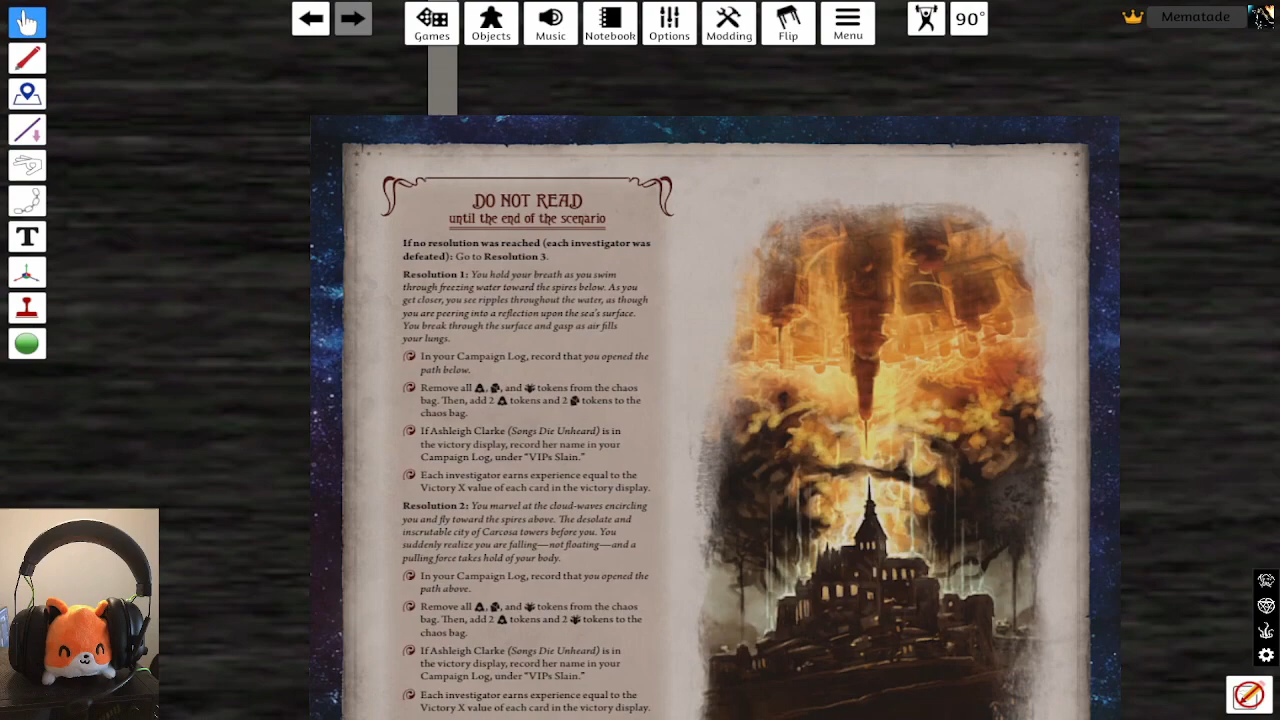 Games
Objects
Music
Notebook
Options
Modding
Flip
Menu
90°
Mematade
T
DO NOT READ
until the end of the scenario
If no resolution was reached (each investigator was
defeated): Go to Resolution 3.
Resolution 1: You hold your breath as you swim
through freezing water toward the spires below. As you
get closer, you see ripples throughout the water, as though
you are peering into a reflection upon the sea's surface.
You break through the surface and gasp as air fills
your lungs.
In your Campaign Log, record that you opened the
path below.
Remove all , , and tokens from the chaos
bag. Then, add 2 tokens and 2 tokens to the
chaos bag.
If Ashleigh Clarke (Songs Die Unheard) is in
the victory display, record her name in your
Campaign Log, under “VIPs Slain.”
Each investigator earns experience equal to the
Victory X value of each card in the victory display.
Resolution 2: You marvel at the cloud-waves encircling
you and fly toward the spires above. The desolate and
inscrutable city of Carcosa towers before you. You
suddenly realize you are falling—not floating—and a
pulling force takes hold of your body.
In your Campaign Log, record that you opened the
path above.
Remove all , , and tokens from the chaos
bag. Then, add 2 tokens and 2 tokens to the
chaos bag.
If Ashleigh Clarke (Songs Die Unheard) is in
the victory display, record her name in your
Campaign Log, under “VIPs Slain.”
Each investigator earns experience equal to the
Victory X value of each card in the victory display.